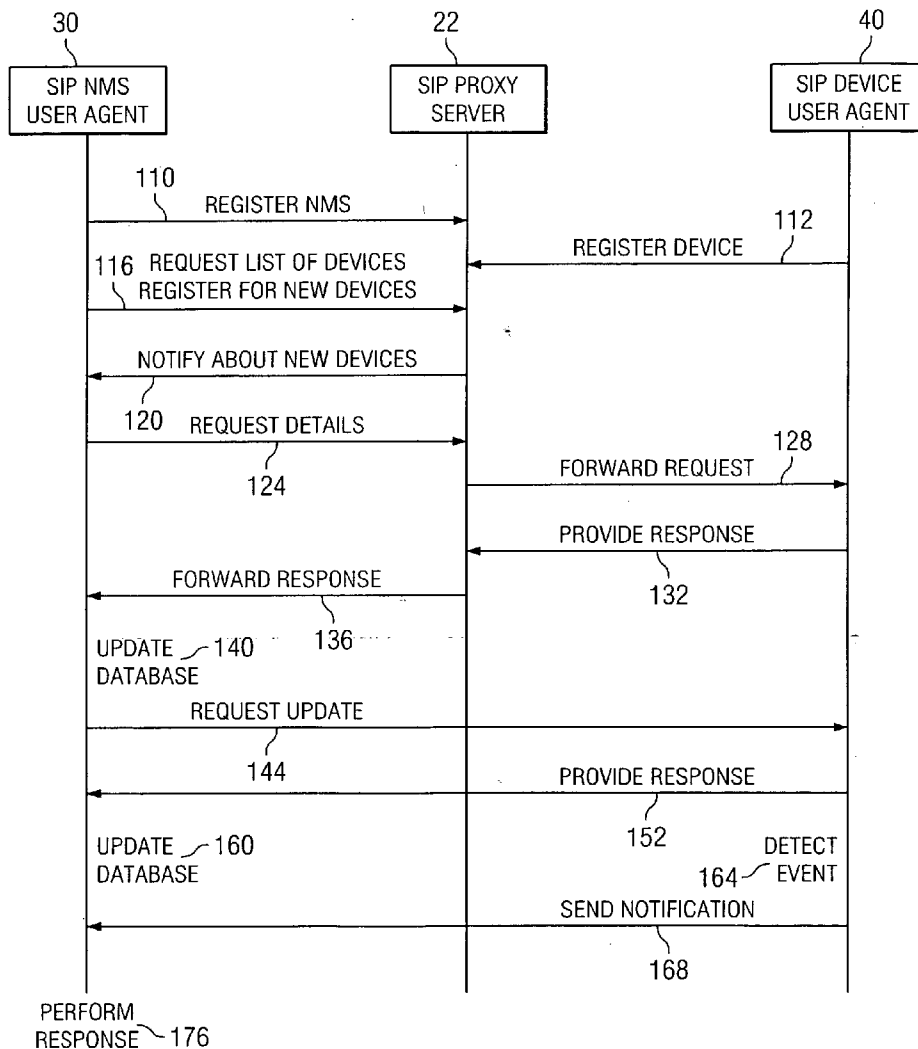 30
22
40
SIP NMS
USER AGENT
SIP PROXY
SERVER
SIP DEVICE
USER AGENT
110
REGISTER NMS
REGISTER DEVICE
112
116
REQUEST LIST OF DEVICES
REGISTER FOR NEW DEVICES
NOTIFY ABOUT NEW DEVICES
120
REQUEST DETAILS
124
FORWARD REQUEST
128
PROVIDE RESPONSE
132
FORWARD RESPONSE
136
UPDATE
DATABASE
140
REQUEST UPDATE
144
PROVIDE RESPONSE
152
UPDATE
DATABASE
160
DETECT
EVENT
164
SEND NOTIFICATION
168
PERFORM
RESPONSE
176